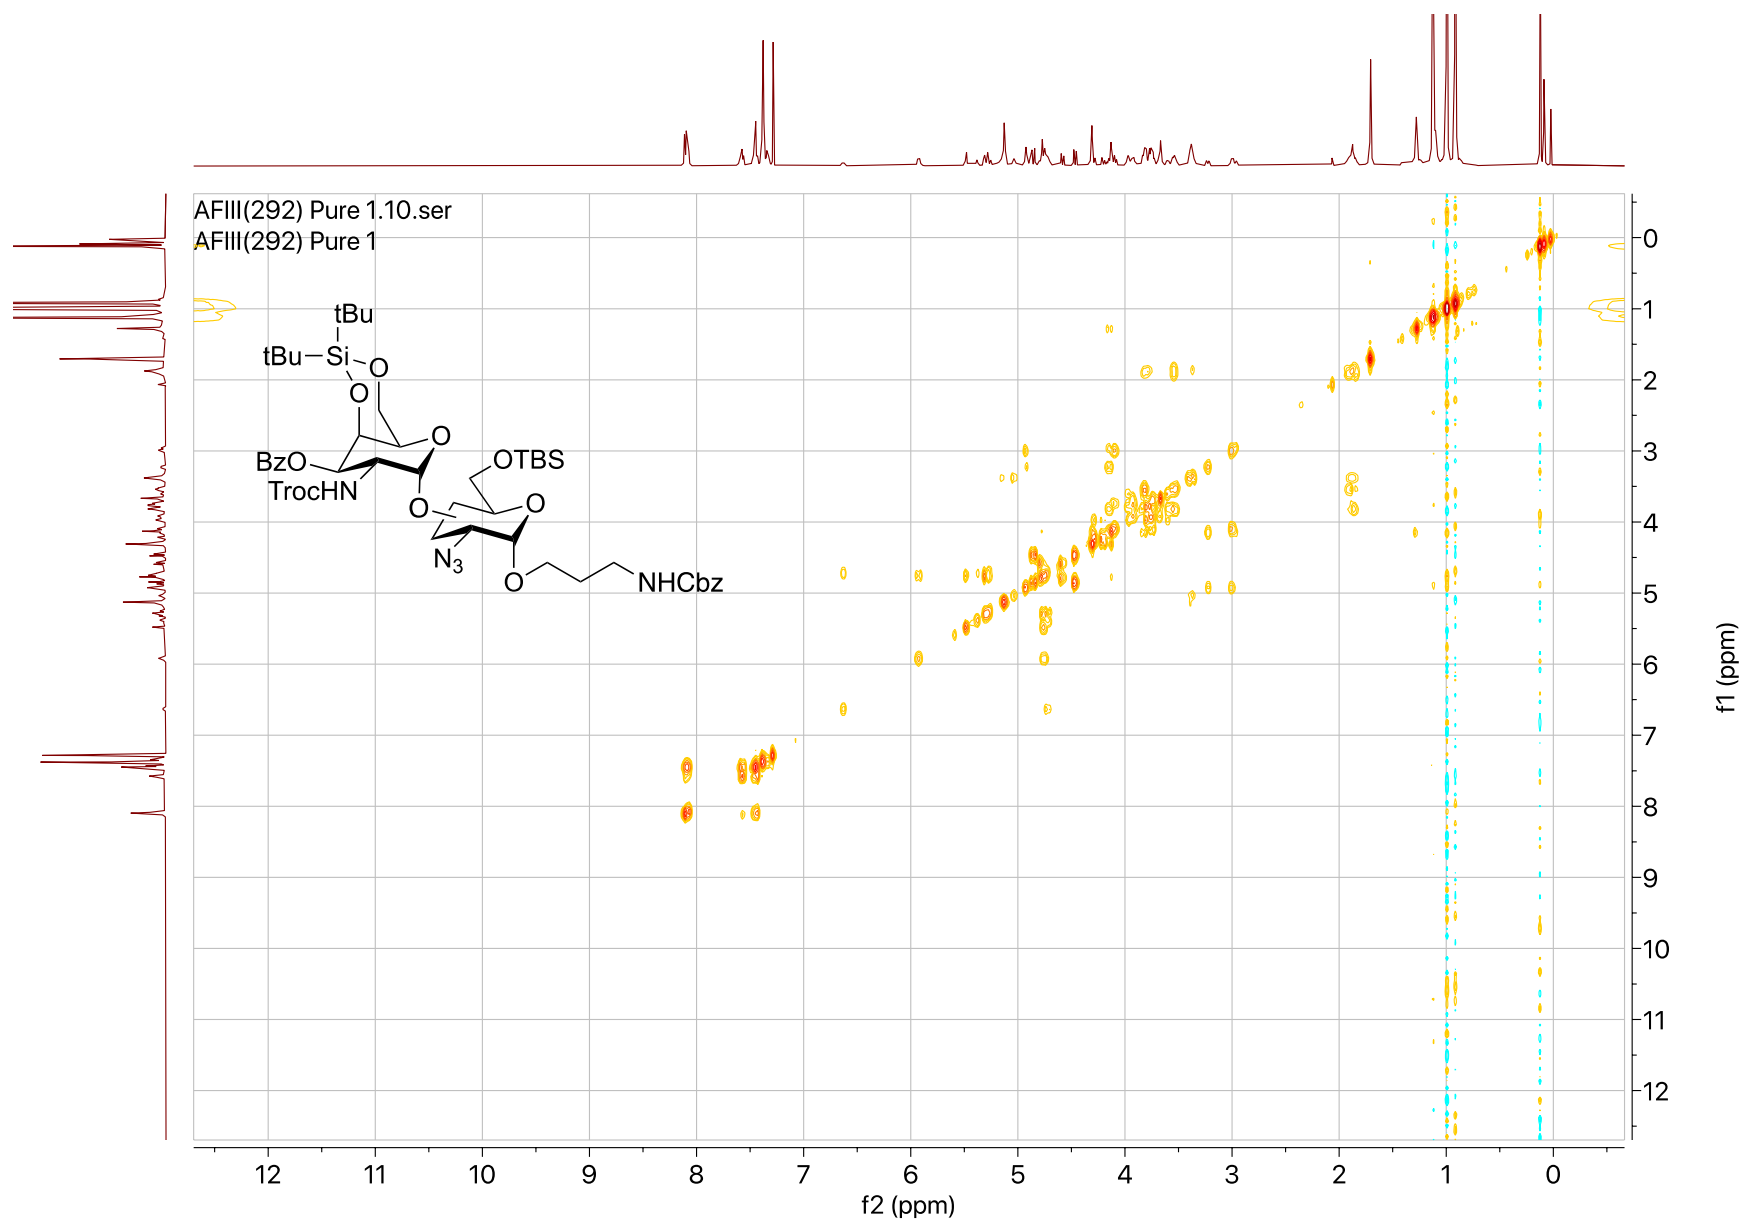 AFIII(292) Pure 1.10.ser
AFIII(292) Pure 1
tBu
tBu Si O
O
O
BzO
TrocHN
OTBS
O
O
N3
O
NHCbz
0
1
2
3
4
5
6
7
8
9
10
11
12
f1 (ppm)
12 11 10 9 8 7 6 5 4 3 2 1 0
f2 (ppm)